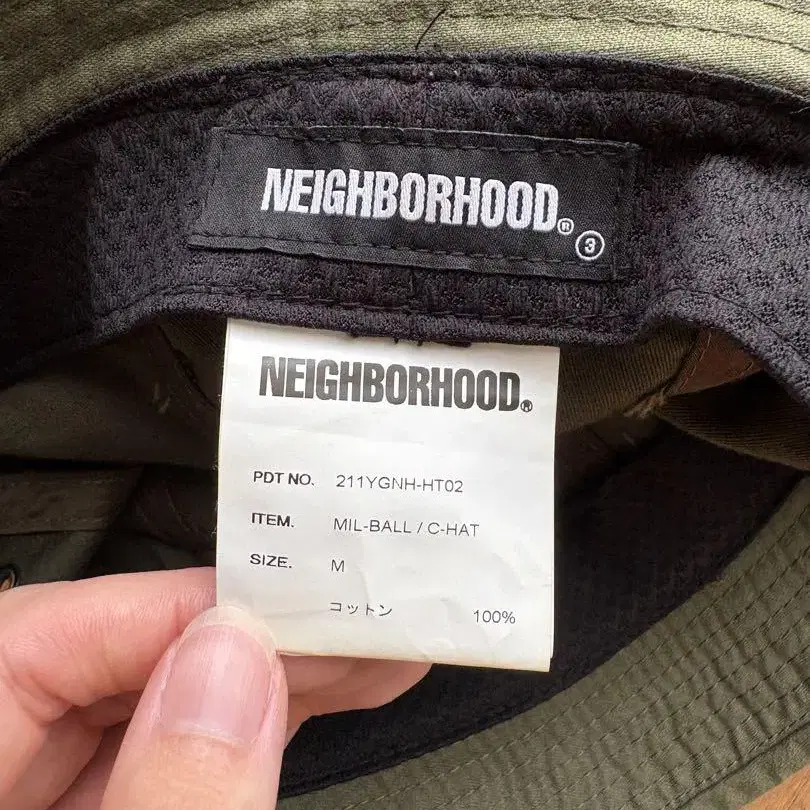 NEIGHBORHOOD®
3
NEIGHBORHOOD®
PDT NO. 211YGNH-HT02
ITEM. MIL-BALL / C-HAT
SIZE. M
コットン 100%